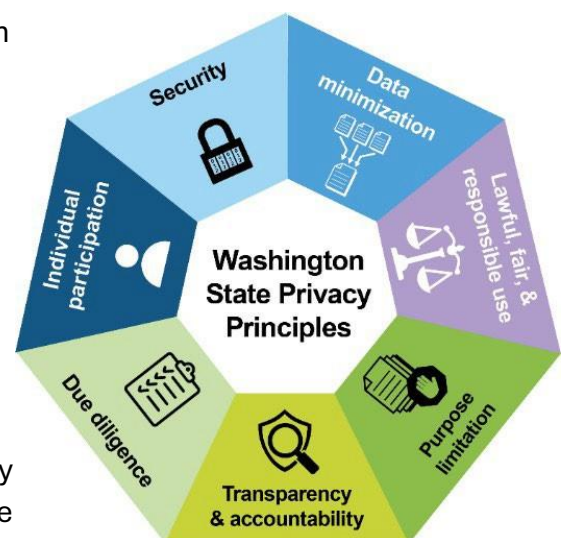 Security
Data
minimization
Lawful, fair, &
responsible use
Purpose
limitation
Transparency
& accountability
Due diligence
Individual
participation
Washington
State Privacy
Principles